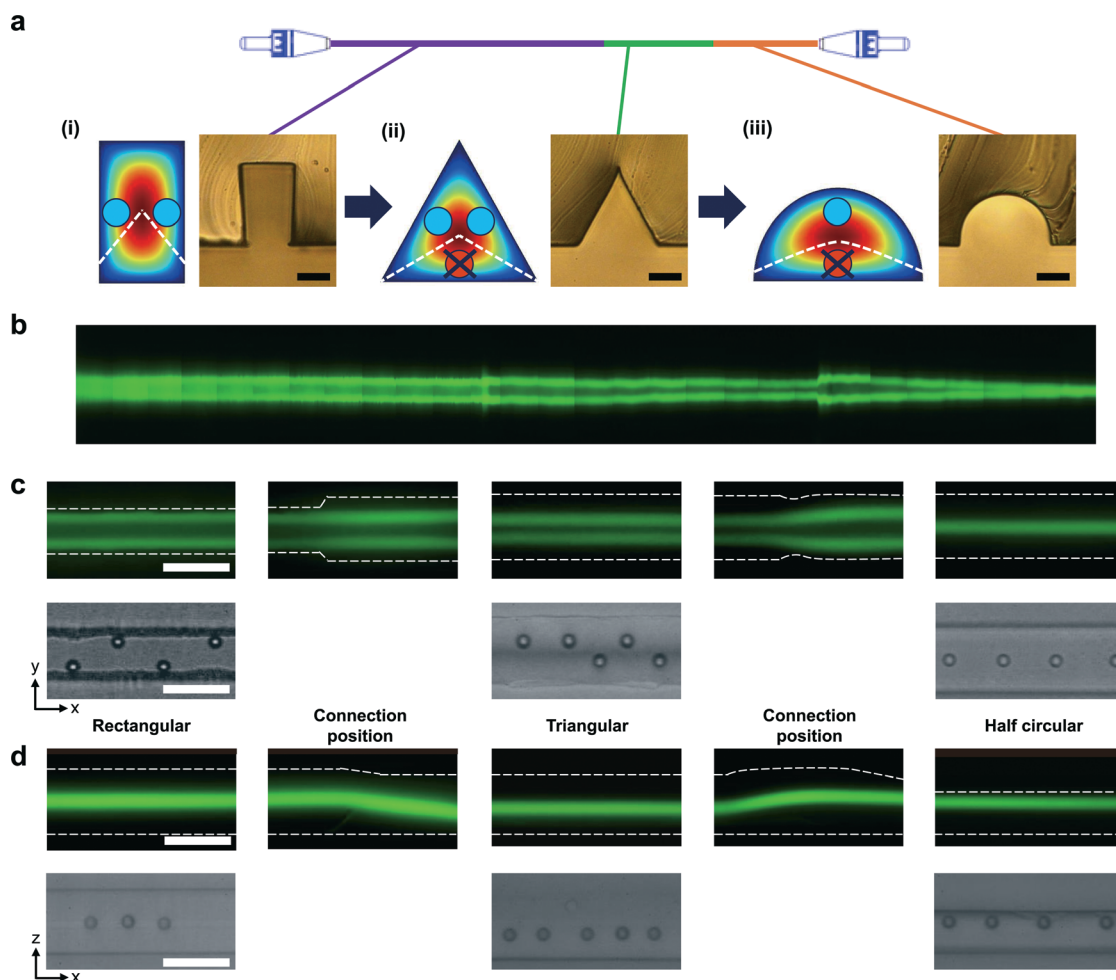 a
(i)
(ii)
(iii)
b
c
y
x
Rectangular
Connection
position
Triangular
Connection
position
Half circular
d
z
x